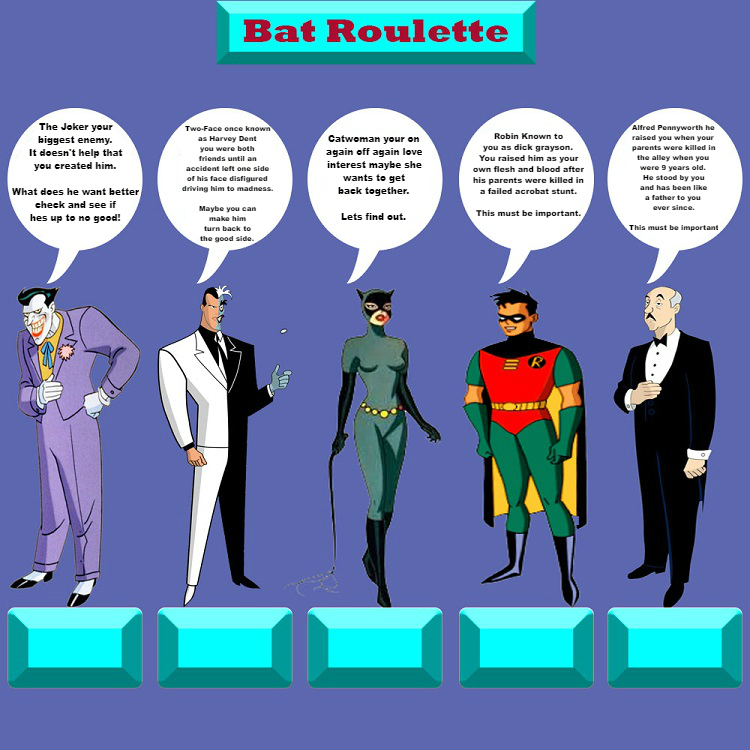 Bat Roulette
The Joker your
biggest enemy.
It doesn't help that
you created him.
What does he want better
check and see if
hes up to no good!
Two-Face once known
as Harvey Dent
you were both
friends until an
accident left one side
of his face disfigured
driving him to madness.
Maybe you can
make him
turn back to
the good side.
Catwoman your on
again off again love
interest maybe she
wants to get
back together.
Lets find out.
Robin Known to
you as dick grayson.
You raised him as your
own flesh and blood after
his parents were killed in
a failed acrobat stunt.
This must be important.
Alfred Pennyworth he
raised you when your
parents were killed in
the alley when you
were 9 years old.
He stood by you
and has been like
a father to you
ever since.
This must be important
R